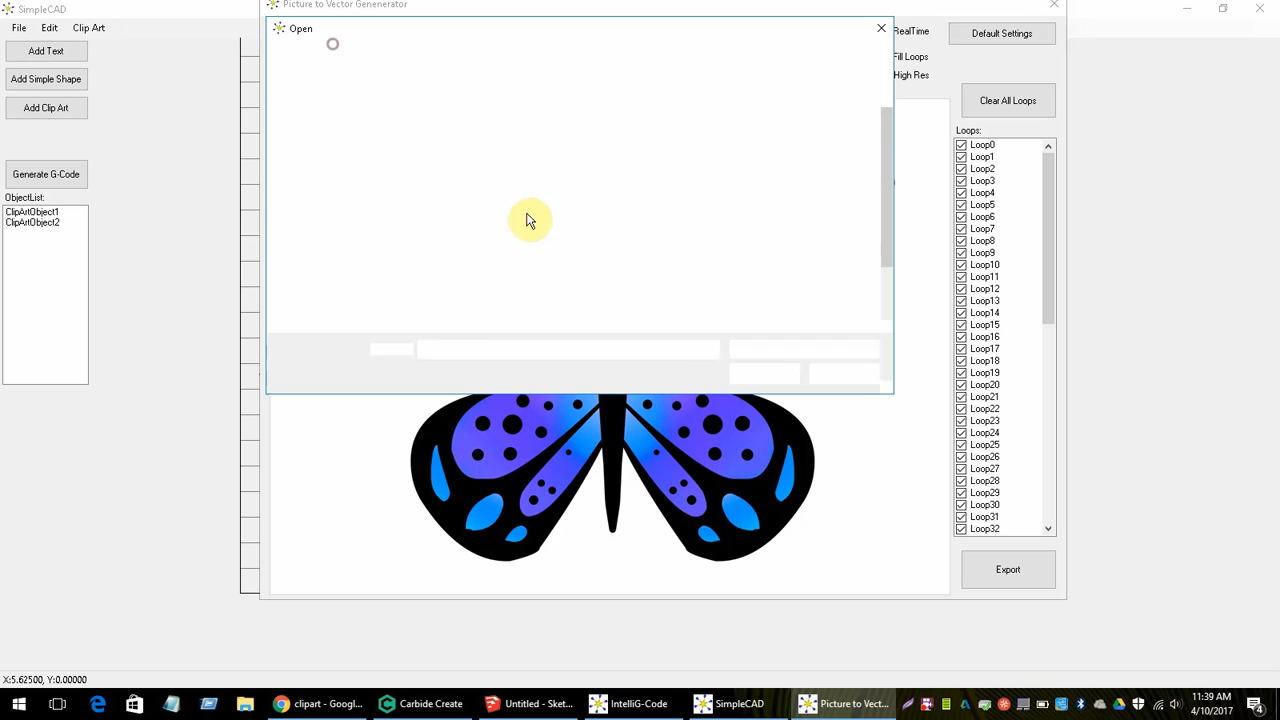 SimpleCAD
Picture to Vector Genenerator
File Edit Clip Art
Open
RealTime
Default Settings
Add Text
Fill Loops
High Res
Add Simple Shape
Add Clip Art
Clear All Loops
Loops:
Loop0
Loop1
Loop2
Loop3
Loop4
Loop5
Loop6
Loop7
Loop8
Loop9
Loop10
Loop11
Loop12
Loop13
Loop14
Loop15
Loop16
Loop17
Loop18
Loop19
Loop20
Loop21
Loop22
Loop23
Loop24
Loop25
Loop26
Loop27
Loop28
Loop29
Loop30
Loop31
Loop32
Generate G-Code
ObjectList:
ClipArtObject1
ClipArtObject2
Export
X:5.62500, Y:0.00000
clipart - Googl...
Carbide Create
Untitled - Sket...
IntelliG-Code
SimpleCAD
Picture to Vect...
11:39 AM
4/10/2017